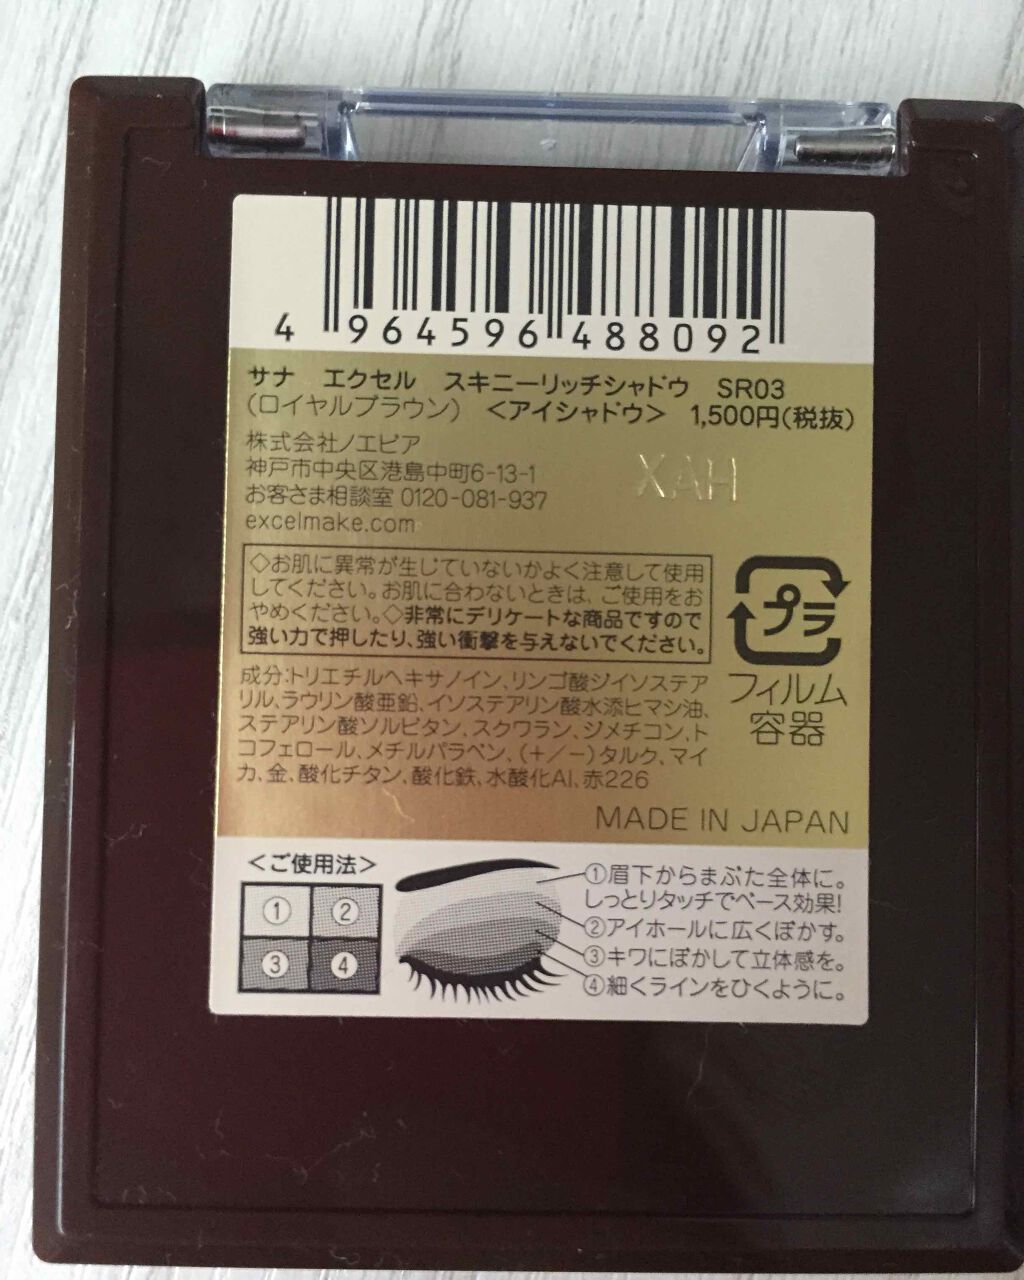 4 964596 488092
サナ エクセル スキニーリッチシャドウ SR03
(ロイヤルブラウン) <アイシャドウ> 1,500円(税抜)
株式会社ノエビア
神戸市中央区港島中町6-13-1
お客さま相談室 0120-081-937
excelmake.com
XAH
◇お肌に異常が生じていないかよく注意して使用
してください。お肌に合わないときは、ご使用をお
やめください。◇非常にデリケートな商品ですので
強い力で押したり、強い衝撃を与えないでください。
プラ
フィルム
容器
成分:トリエチルヘキサノイン、リンゴ酸ジイソステア
リル、ラウリン酸亜鉛、イソステアリン酸水添ヒマシ油、
ステアリン酸ソルビタン、スクワラン、ジメチコン、ト
コフェロール、メチルパラベン、(+/−)タルク、マイ
カ、金、酸化チタン、酸化鉄、水酸化Al、赤226
MADE IN JAPAN
<ご使用法>
① ②
③ ④
①眉下からまぶた全体に。
しっとりタッチでベース効果!
②アイホールに広くぼかす。
③キワにぼかして立体感を。
④細くラインをひくように。